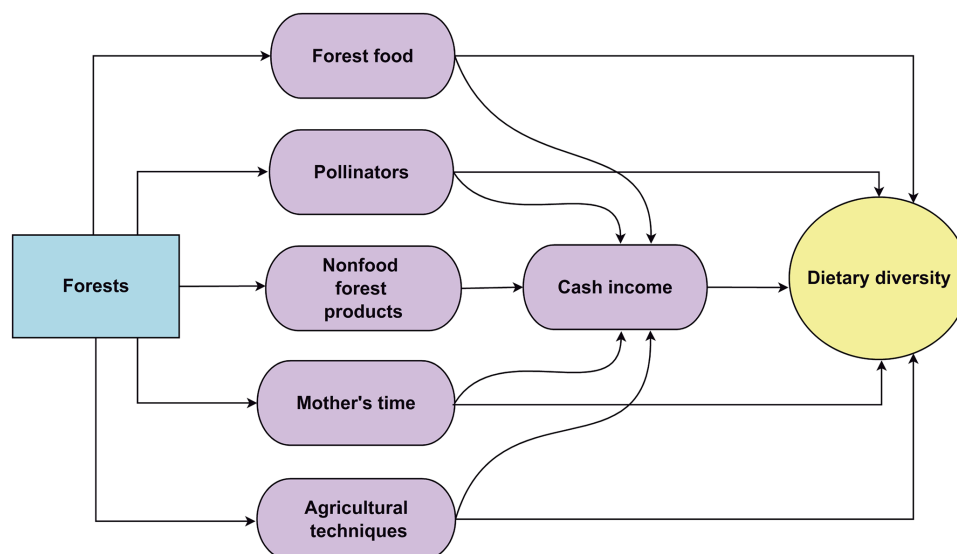 Forest food
Pollinators
Forests
Nonfood
forest
products
Cash income
Dietary diversity
Mother's time
Agricultural
techniques